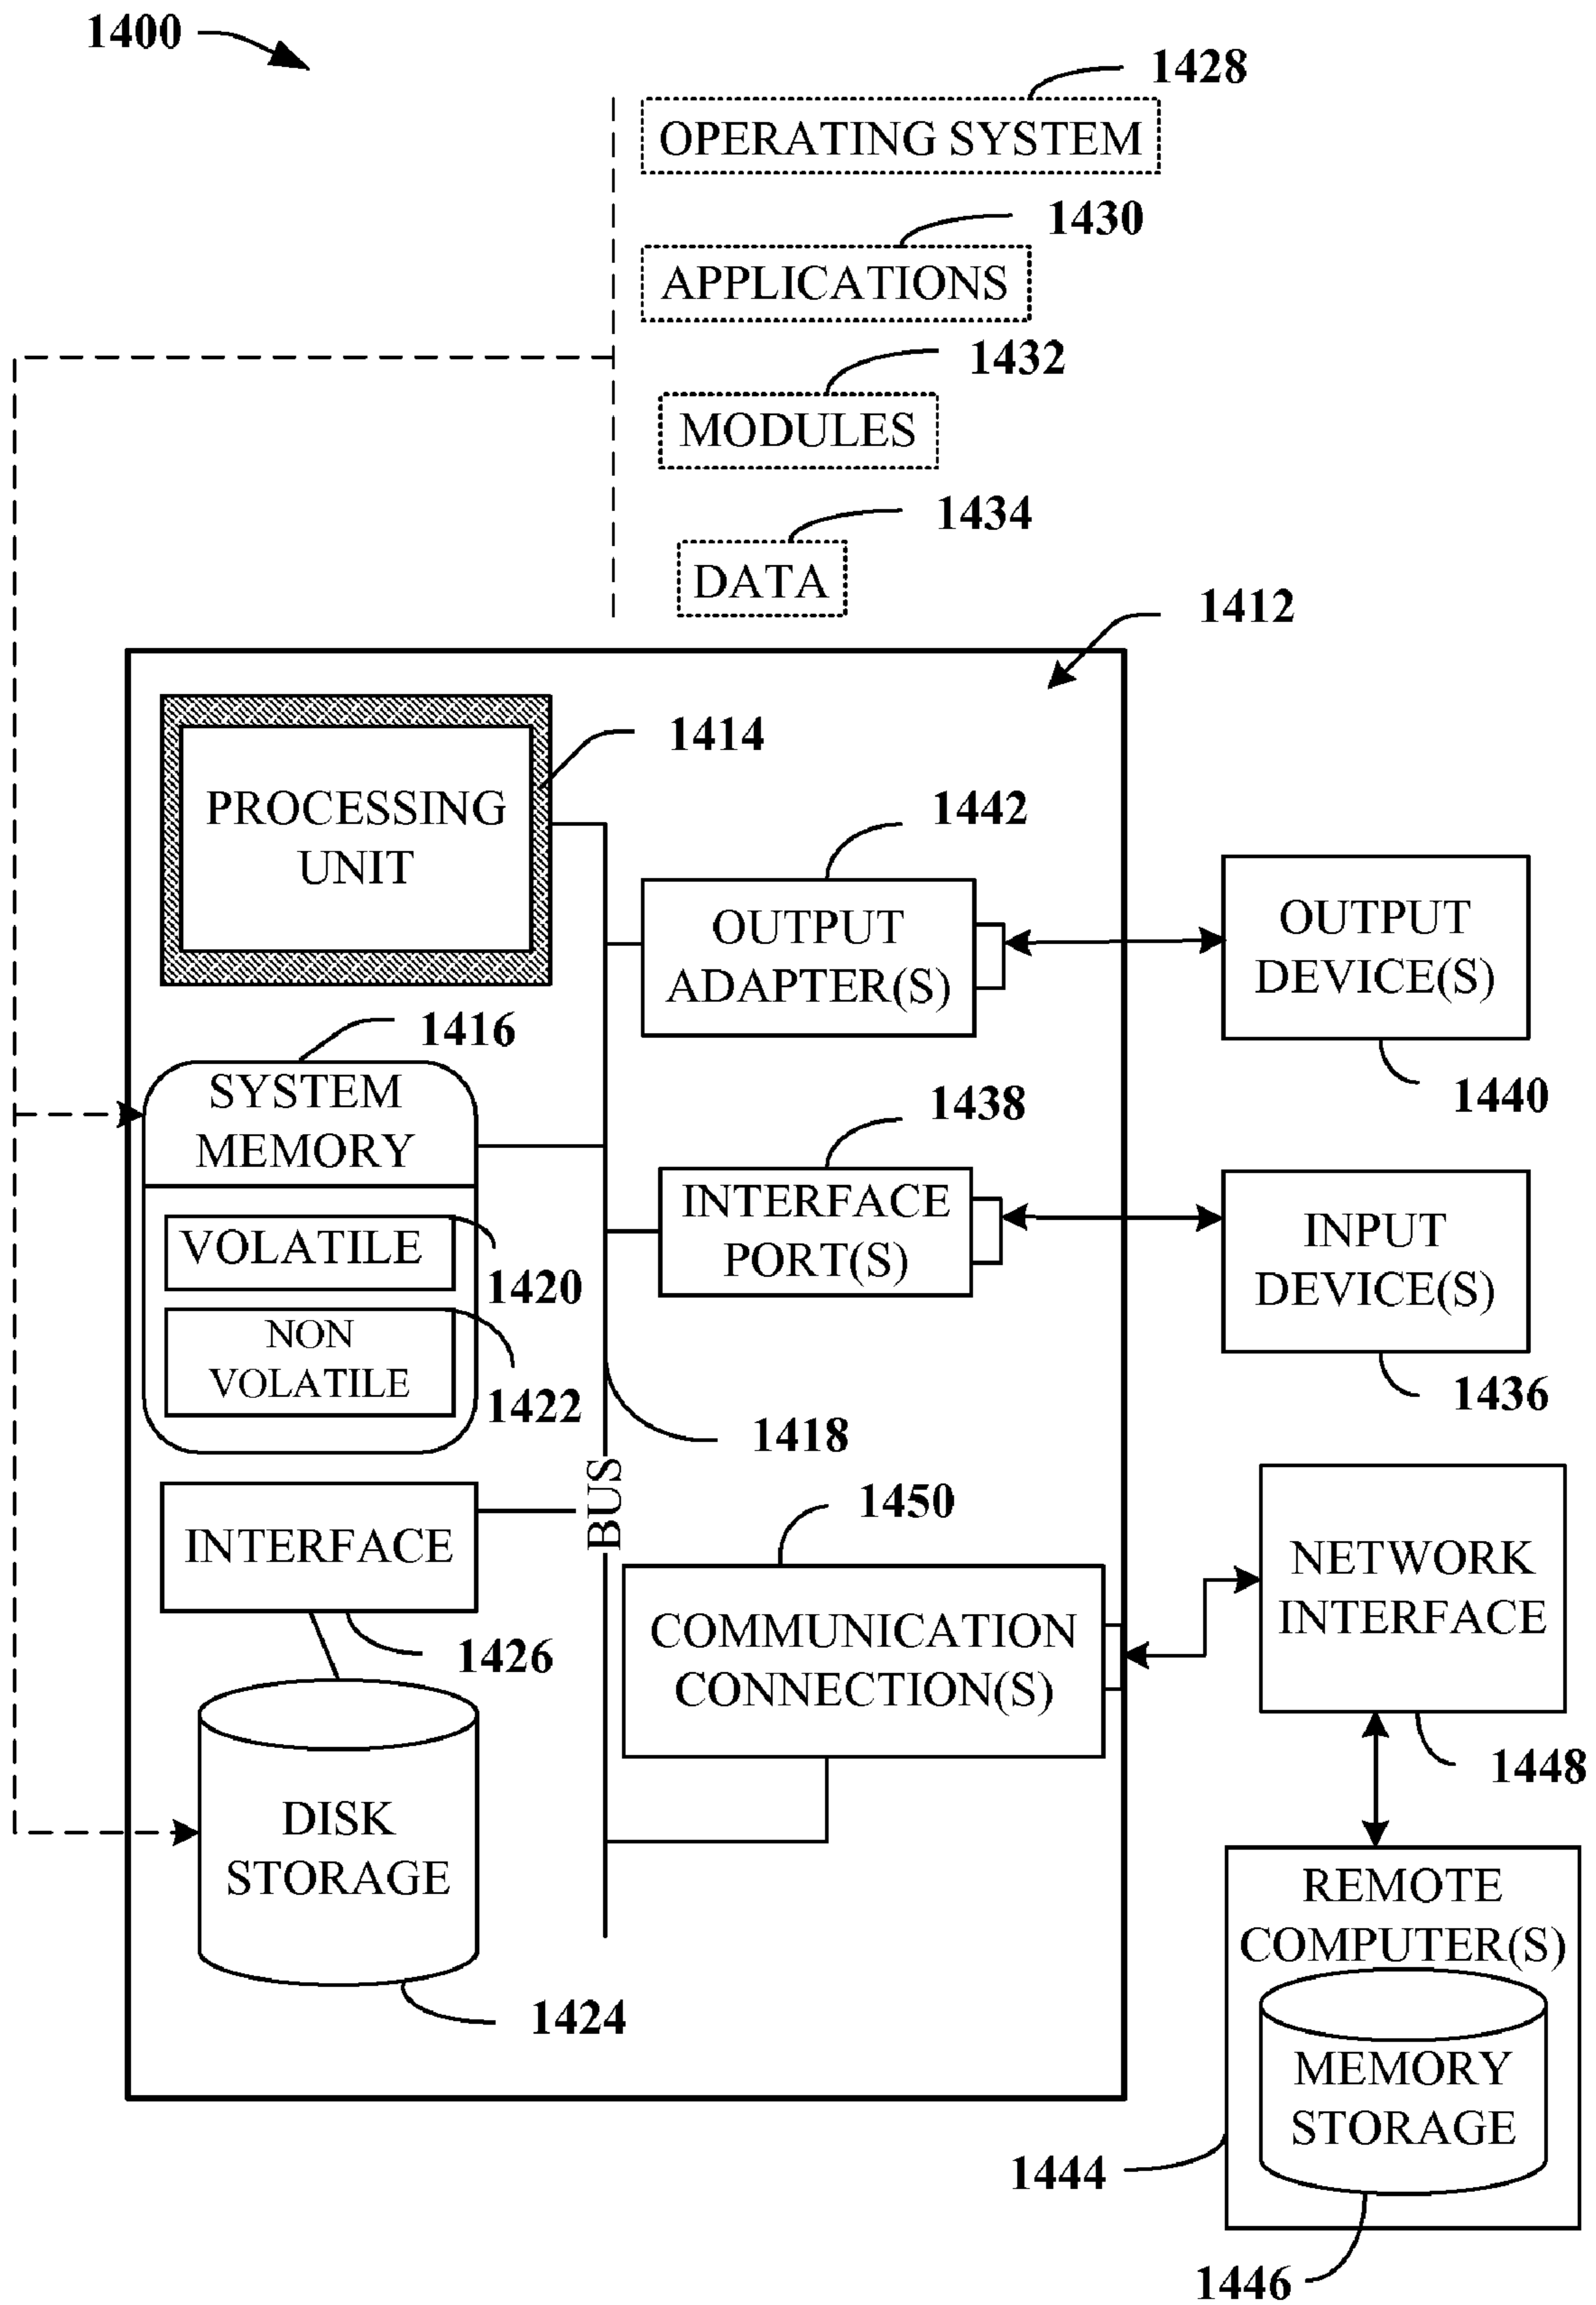 1400
1428
OPERATING SYSTEM
1430
APPLICATIONS
1432
MODULES
1434
DATA
1412
1414
PROCESSING
UNIT
1442
OUTPUT
ADAPTER(S)
OUTPUT
DEVICE(S)
1440
1416
SYSTEM
MEMORY
VOLATILE
1420
NON
VOLATILE
1422
1438
INTERFACE
PORT(S)
INPUT
DEVICE(S)
1436
1418
BUS
INTERFACE
1426
1450
COMMUNICATION
CONNECTION(S)
NETWORK
INTERFACE
1448
DISK
STORAGE
1424
REMOTE
COMPUTER(S)
MEMORY
STORAGE
1444
1446